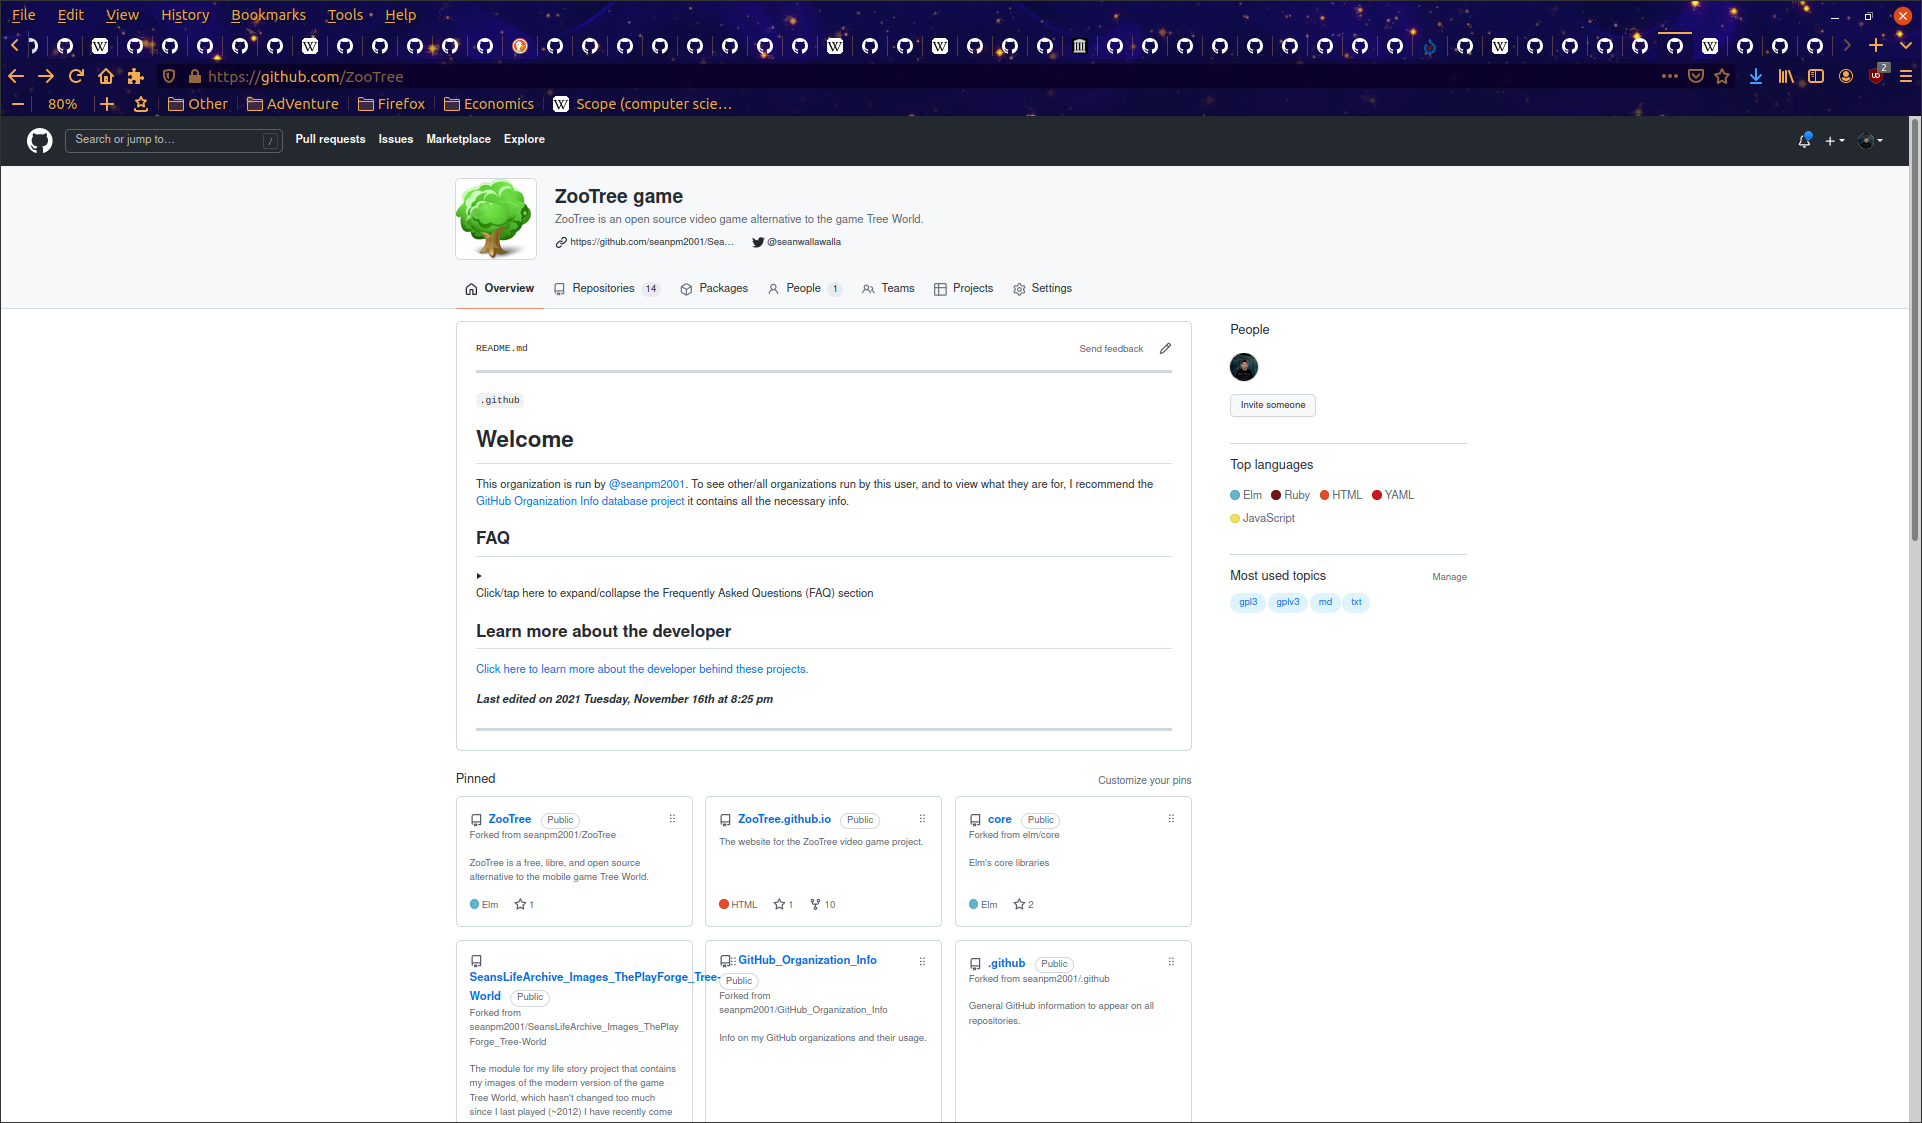 File Edit View History Bookmarks Tools Help
https://github.com/ZooTree
2
80% Other AdVenture Firefox Economics Scope (computer scie…
Search or jump to… / Pull requests Issues Marketplace Explore
ZooTree game
ZooTree is an open source video game alternative to the game Tree World.
https://github.com/seanpm2001/Sea… @seanwallawalla
Overview Repositories 14 Packages People 1 Teams Projects Settings
README.md Send feedback
.github
Welcome
This organization is run by @seanpm2001. To see other/all organizations run by this user, and to view what they are for, I recommend the
GitHub Organization Info database project it contains all the necessary info.
FAQ
Click/tap here to expand/collapse the Frequently Asked Questions (FAQ) section
Learn more about the developer
Click here to learn more about the developer behind these projects.
Last edited on 2021 Tuesday, November 16th at 8:25 pm
People
Invite someone
Top languages
Elm Ruby HTML YAML
JavaScript
Most used topics Manage
gpl3 gplv3 md txt
Pinned Customize your pins
ZooTree Public
Forked from seanpm2001/ZooTree
ZooTree is a free, libre, and open source
alternative to the mobile game Tree World.
Elm 1
ZooTree.github.io Public
The website for the ZooTree video game project.
HTML 1 10
core Public
Forked from elm/core
Elm's core libraries
Elm 2
SeansLifeArchive_Images_ThePlayForge_Tree-
World Public
Forked from
seanpm2001/SeansLifeArchive_Images_ThePlay
Forge_Tree-World
The module for my life story project that contains
my images of the modern version of the game
Tree World, which hasn't changed too much
since I last played (~2012) I have recently come
GitHub_Organization_Info
Public
Forked from
seanpm2001/GitHub_Organization_Info
Info on my GitHub organizations and their usage.
.github Public
Forked from seanpm2001/.github
General GitHub information to appear on all
repositories.